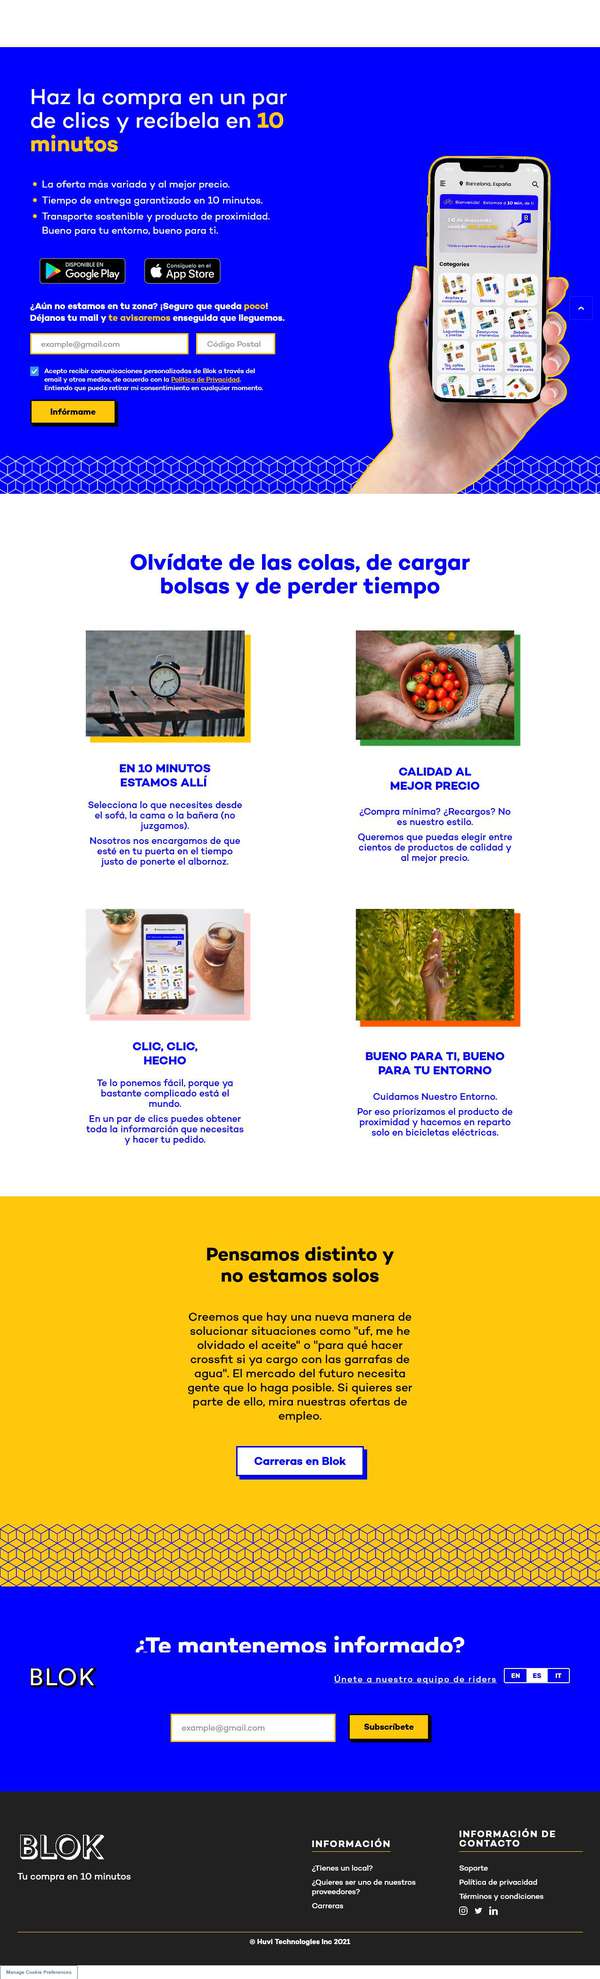 Haz la compra en un par
de clics y recíbela en 10
minutos
La oferta más variada y al mejor precio.
Tiempo de entrega garantizado en 10 minutos.
Transporte sostenible y producto de proximidad.
Bueno para tu entorno, bueno para ti.
DISPONIBLE EN
Google Play
Consíguelo en el
App Store
¿Aún no estamos en tu zona? ¡Seguro que queda poco!
Déjanos tu mail y te avisaremos enseguida que lleguemos.
example@gmail.com
Código Postal
Acepto recibir comunicaciones personalizadas de Blok a través del
email y otros medios, de acuerdo con la Política de Privacidad.
Entiendo que puedo retirar mi consentimiento en cualquier momento.
Infórmame
Barcelona, España
Categories
Bebidas
Snacks
Olvídate de las colas, de cargar
bolsas y de perder tiempo
EN 10 MINUTOS
ESTAMOS ALLÍ
Selecciona lo que necesites desde
el sofá, la cama o la bañera (no
juzgamos).
Nosotros nos encargamos de que
esté en tu puerta en el tiempo
justo de ponerte el albornoz.
CALIDAD AL
MEJOR PRECIO
¿Compra mínima? ¿Recargos? No
es nuestro estilo.
Queremos que puedas elegir entre
cientos de productos de calidad y
al mejor precio.
CLIC, CLIC,
HECHO
Te lo ponemos fácil, porque ya
bastante complicado está el
mundo.
En un par de clics puedes obtener
toda la informarción que necesitas
y hacer tu pedido.
BUENO PARA TI, BUENO
PARA TU ENTORNO
Cuidamos Nuestro Entorno.
Por eso priorizamos el producto de
proximidad y hacemos en reparto
solo en bicicletas eléctricas.
Pensamos distinto y
no estamos solos
Creemos que hay una nueva manera de
solucionar situaciones como "uf, me he
olvidado el aceite" o "para qué hacer
crossfit si ya cargo con las garrafas de
agua". El mercado del futuro necesita
gente que lo haga posible. Si quieres ser
parte de ello, mira nuestras ofertas de
empleo.
Carreras en Blok
¿Te mantenemos informado?
BLOK
Únete a nuestro equipo de riders
EN ES IT
example@gmail.com
Subscríbete
BLOK
Tu compra en 10 minutos
INFORMACIÓN
¿Tienes un local?
¿Quieres ser uno de nuestros
proveedores?
Carreras
INFORMACIÓN DE
CONTACTO
Soporte
Política de privacidad
Términos y condiciones
© Huvi Technologies Inc 2021
Manage Cookie Preferences